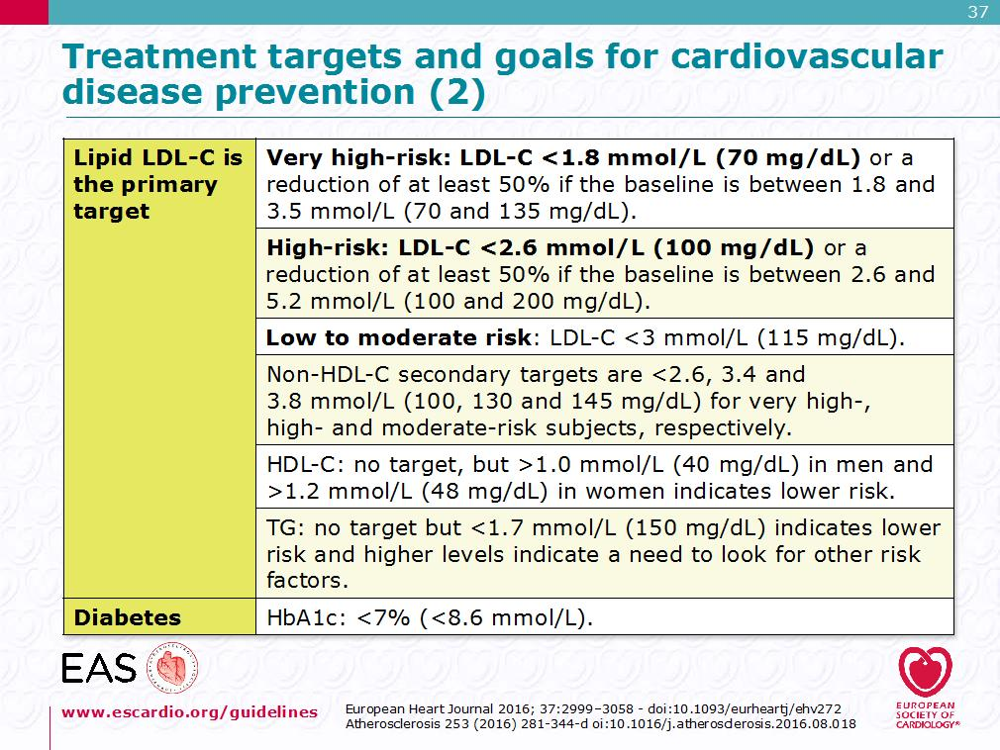 37
Treatment targets and goals for cardiovascular
disease prevention (2)
Lipid LDL-C is
the primary
target
Very high-risk: LDL-C <1.8 mmol/L (70 mg/dL) or a
reduction of at least 50% if the baseline is between 1.8 and
3.5 mmol/L (70 and 135 mg/dL).
High-risk: LDL-C <2.6 mmol/L (100 mg/dL) or a
reduction of at least 50% if the baseline is between 2.6 and
5.2 mmol/L (100 and 200 mg/dL).
Low to moderate risk: LDL-C <3 mmol/L (115 mg/dL).
Non-HDL-C secondary targets are <2.6, 3.4 and
3.8 mmol/L (100, 130 and 145 mg/dL) for very high-,
high- and moderate-risk subjects, respectively.
HDL-C: no target, but >1.0 mmol/L (40 mg/dL) in men and
>1.2 mmol/L (48 mg/dL) in women indicates lower risk.
TG: no target but <1.7 mmol/L (150 mg/dL) indicates lower
risk and higher levels indicate a need to look for other risk
factors.
Diabetes
HbA1c: <7% (<8.6 mmol/L).
EAS
www.escardio.org/guidelines
European Heart Journal 2016; 37:2999–3058 - doi:10.1093/eurheartj/ehv272
Atherosclerosis 253 (2016) 281-344-d oi:10.1016/j.atherosclerosis.2016.08.018
EUROPEAN
SOCIETY OF
CARDIOLOGY®